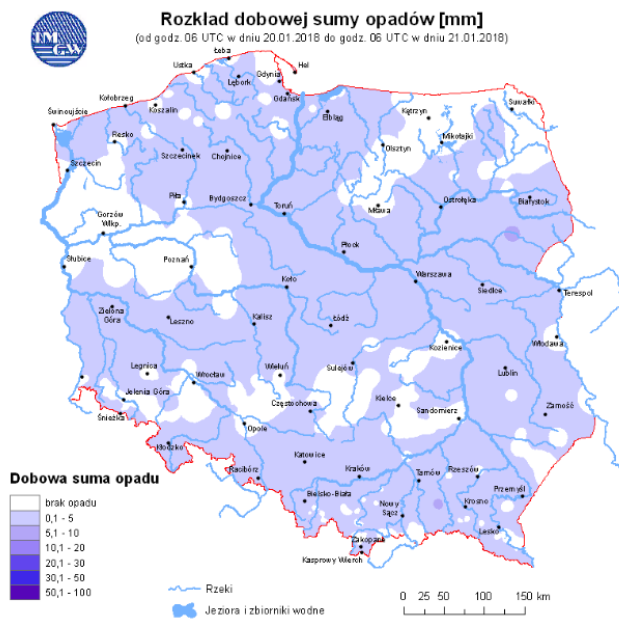 IM
GW
Rozkład dobowej sumy opadów [mm]
(od godz. 06 UTC w dniu 20.01.2018 do godz. 06 UTC w dniu 21.01.2018)
Łeba
Ustka
Hel
Gdynia
Lębork
Kołobrzeg
Gdańsk
Koszalin
Suwałki
Świnoujście
Elbląg
Kętrzyn
Resko
Mikołajki
Olsztyn
Szczecinek
Chojnice
Szczecin
Piła
Bydgoszcz
Toruń
Mława
Ostrołęka
Białystok
Gorzów
Wlkp.
Płock
Słubice
Poznań
Koło
Warszawa
Siedlce
Terespol
Zielona
Góra
Leszno
Kalisz
Łódź
Kozienice
Włodawa
Legnica
Wrocław
Wieluń
Sulejów
Lublin
Jelenia Góra
Częstochowa
Kielce
Sandomierz
Zamość
Śnieżka
Opole
Kłodzko
Katowice
Racibórz
Kraków
Tarnów
Rzeszów
Bielsko-Biała
Nowy
Sącz
Krosno
Przemyśl
Lesko
Zakopane
Kasprowy Wierch
Dobowa suma opadu
brak opadu
0,1 - 5
5,1 - 10
10,1 - 20
20,1 - 30
30,1 - 50
50,1 - 100
Rzeki
Jeziora i zbiorniki wodne
0 25 50 100 150 km